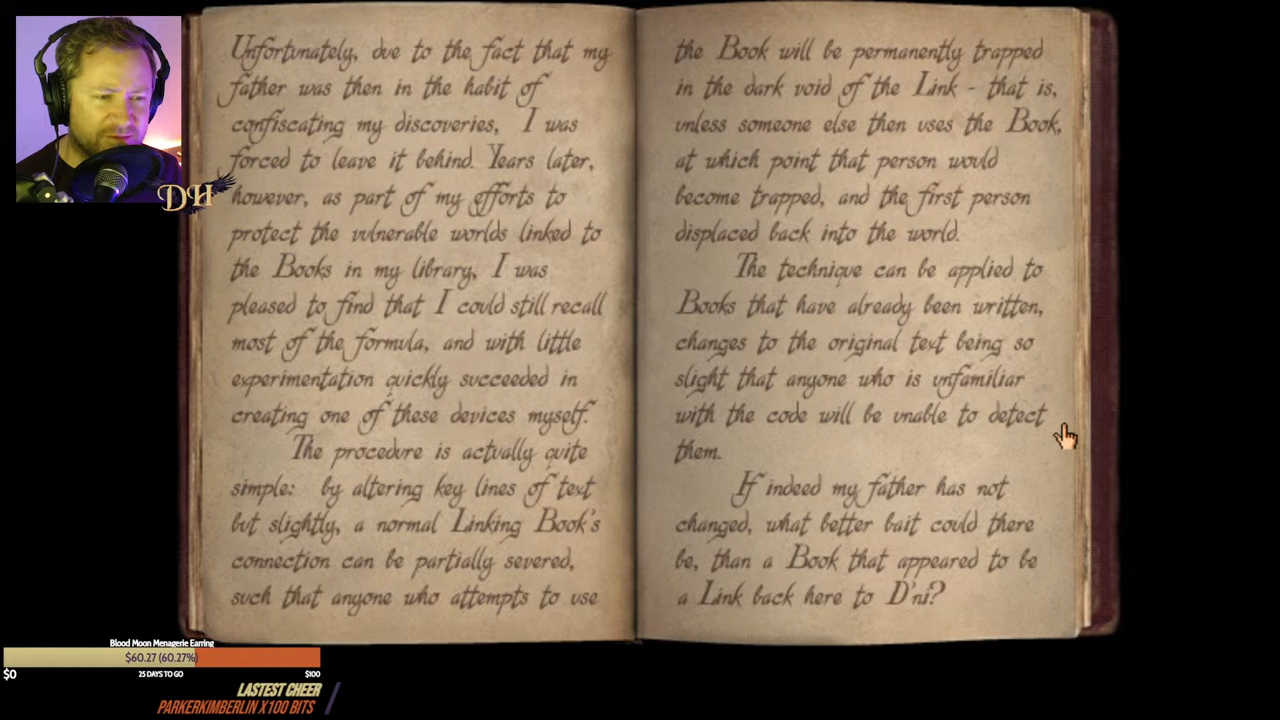 Unfortunately, due to the fact that my
father was then in the habit of
confiscating my discoveries, I was
forced to leave it behind. Years later,
however, as part of my efforts to
protect the vulnerable worlds linked to
the Books in my library, I was
pleased to find that I could still recall
most of the formula, and with little
experimentation quickly succeeded in
creating one of these devices myself.
The procedure is actually quite
simple: by altering key lines of text
but slightly, a normal Linking Book's
connection can be partially severed,
such that anyone who attempts to use
the Book will be permanently trapped
in the dark void of the Link - that is,
unless someone else then uses the Book,
at which point that person would
become trapped, and the first person
displaced back into the world.
The technique can be applied to
Books that have already been written,
changes to the original text being so
slight that anyone who is unfamiliar
with the code will be unable to detect
them.
If indeed my father has not
changed, what better bait could there
be, than a Book that appeared to be
a Link back here to D'ni?
DH
Blood Moon Menagerie Earring
$60.27 (60.27%)
$0
25 DAYS TO GO
$100
LASTEST CHEER
PARKERKIMBERLIN X100 BITS